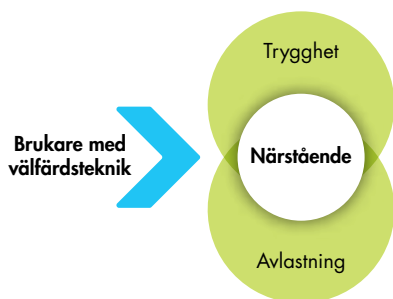 Trygghet
Brukare med
välfärdsteknik
Närstående
Avlastning